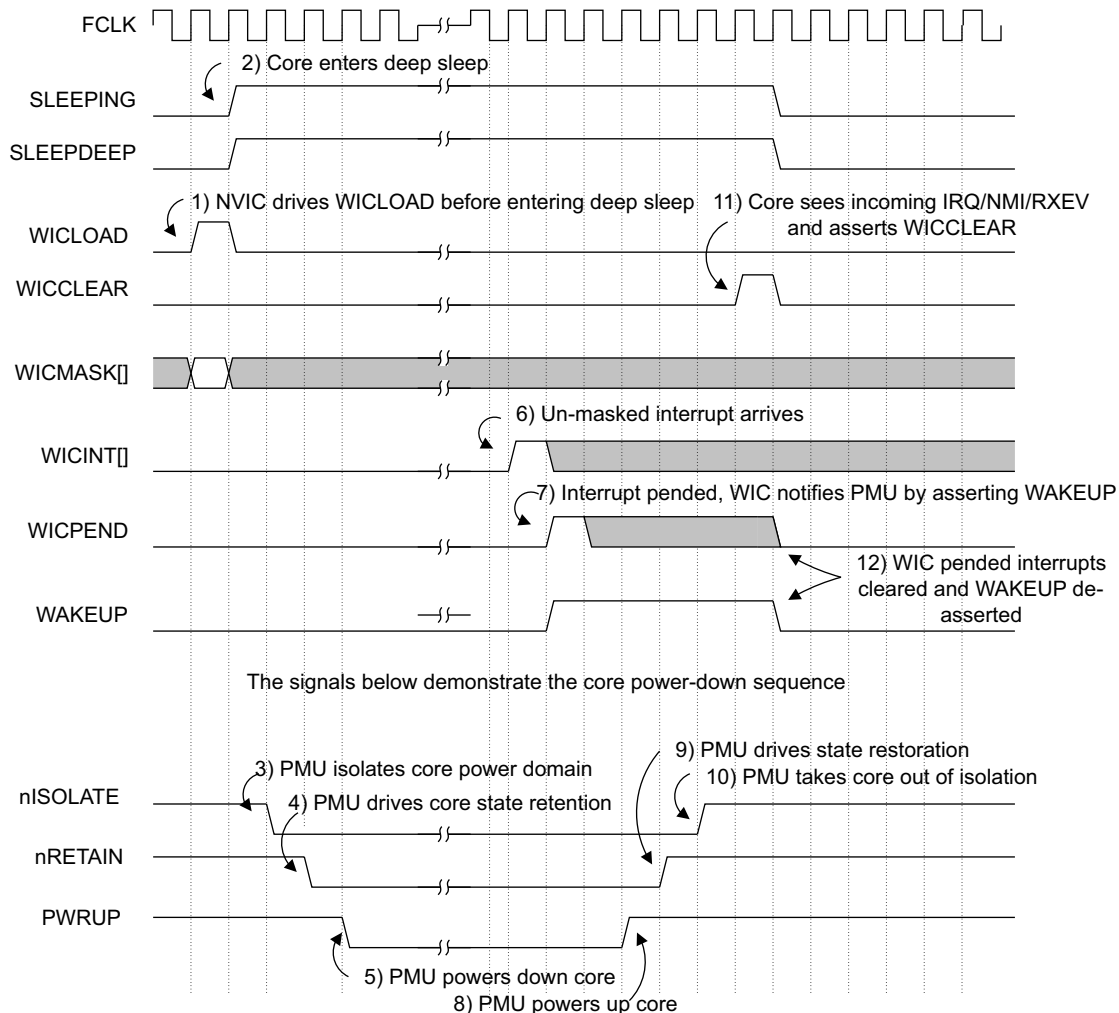 FCLK
2) Core enters deep sleep
SLEEPING
SLEEPDEEP
1) NVIC drives WICLOAD before entering deep sleep
11) Core sees incoming IRQ/NMI/RXEV
and asserts WICCLEAR
WICLOAD
WICCLEAR
WICMASK[]
6) Un-masked interrupt arrives
WICINT[]
7) Interrupt pended, WIC notifies PMU by asserting WAKEUP
WICPEND
12) WIC pended interrupts
cleared and WAKEUP de-
asserted
WAKEUP
The signals below demonstrate the core power-down sequence
9) PMU drives state restoration
3) PMU isolates core power domain
10) PMU takes core out of isolation
nISOLATE
4) PMU drives core state retention
nRETAIN
PWRUP
5) PMU powers down core
8) PMU powers up core